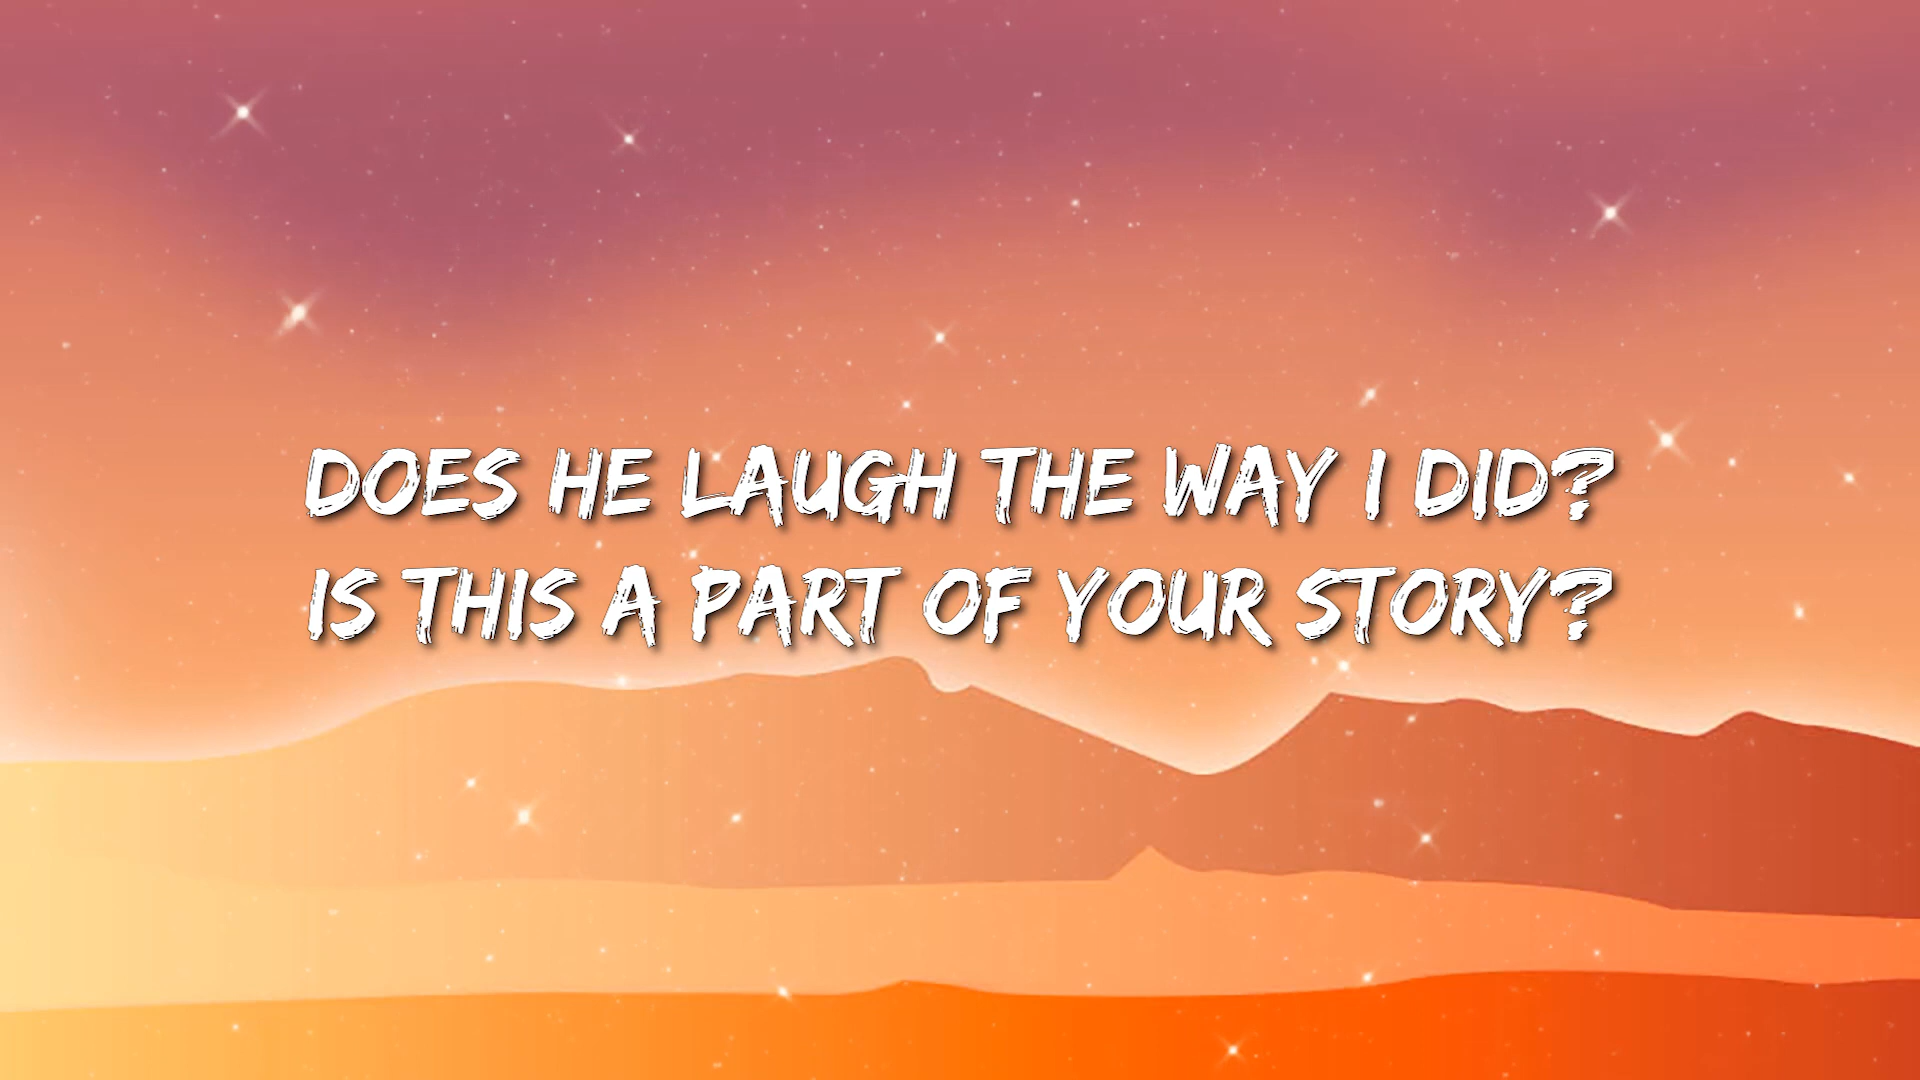 DOES HE LAUGH THE WAY I DID?
IS THIS A PART OF YOUR STORY?